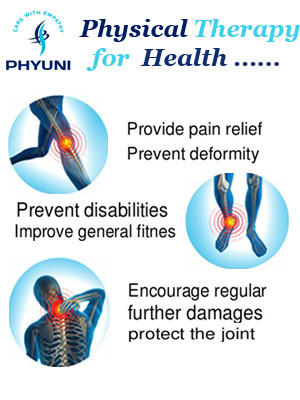 CARE WITH EMPATHY
PHYUNI
Physical Therapy
for Health ......
Provide pain relief
Prevent deformity
Prevent disabilities
Improve general fitnes
Encourage regular
further damages
protect the joint